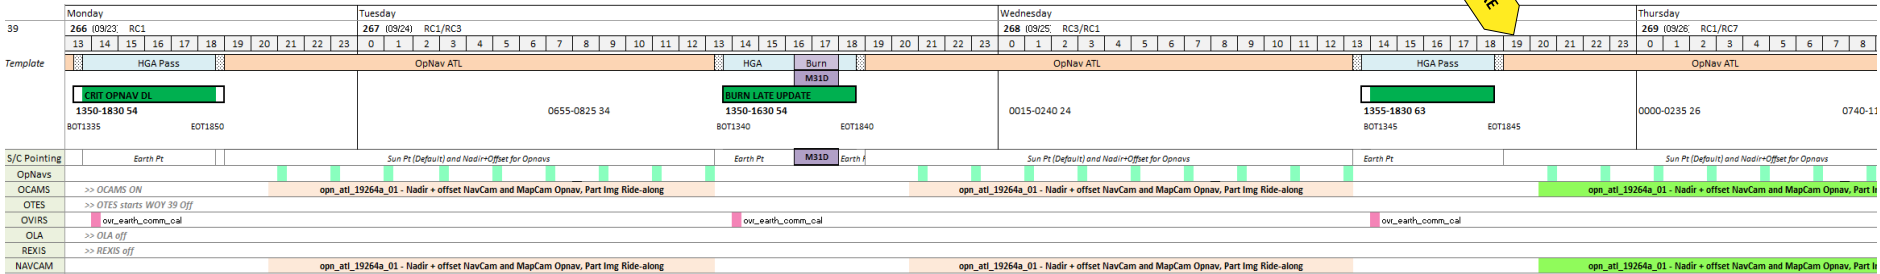 Monday Tuesday Wednesday Thursday
39 266 (09/23) RC1 267 (09/24) RC1/RC3 268 (09/25) RC3/RC1 269 (09/26) RC1/RC7
13 14 15 16 17 18 19 20 21 22 23 0 1 2 3 4 5 6 7 8 9 10 11 12 13 14 15 16 17 18 19 20 21 22 23 0 1 2 3 4 5 6 7 8 9 10 11 12 13 14 15 16 17 18 19 20 21 22 23 0 1 2 3 4 5 6 7 8
Template HGA Pass OpNav ATL HGA Burn OpNav ATL HGA Pass OpNav ATL
M31D
CRIT OPNAV DL BURN LATE UPDATE
1350-1830 54 0655-0825 34 1350-1630 54 0015-0240 24 1355-1830 63 0000-0235 26 0740-11
BOT1335 EOT1850 BOT1340 EOT1840 BOT1345 EOT1845
S/C Pointing Earth Pt Sun Pt (Default) and Nadir+Offset for Opnavs Earth Pt M31D Earth Sun Pt (Default) and Nadir+Offset for Opnavs Earth Pt Sun Pt (Default) and Nadir+Offset for Opnavs
OpNavs
OCAMS >> OCAMS ON opn_atl_19264a_01 - Nadir + offset NavCam and MapCam Opnav, Part Img Ride-along opn_atl_19264a_01 - Nadir + offset NavCam and MapCam Opnav, Part Img Ride-along opn_atl_19264a_01 - Nadir + offset NavCam and MapCam Opnav, Part I
OTES >> OTES starts WOY 39 Off
OVIRS ovr_earth_comm_cal ovr_earth_comm_cal ovr_earth_comm_cal
OLA >> OLA off
REXIS >> REXIS off
NAVCAM opn_atl_19264a_01 - Nadir + offset NavCam and MapCam Opnav, Part Img Ride-along opn_atl_19264a_01 - Nadir + offset NavCam and MapCam Opnav, Part Img Ride-along opn_atl_19264a_01 - Nadir + offset NavCam and MapCam Opnav, Part I